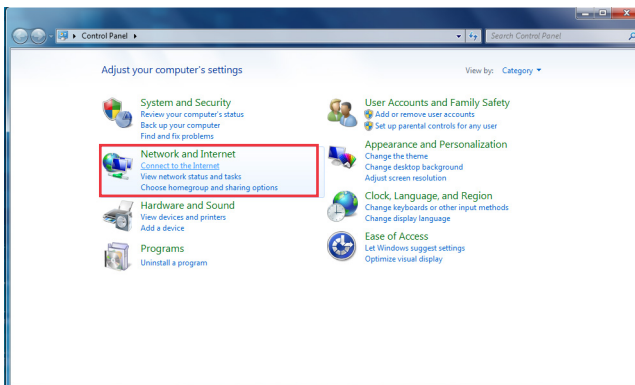 Control Panel
Search Control Panel
Adjust your computer's settings
View by: Category
System and Security
Review your computer's status
Back up your computer
Find and fix problems
Network and Internet
Connect to the Internet
View network status and tasks
Choose homegroup and sharing options
Hardware and Sound
View devices and printers
Add a device
Programs
Uninstall a program
User Accounts and Family Safety
Add or remove user accounts
Set up parental controls for any user
Appearance and Personalization
Change the theme
Change desktop background
Adjust screen resolution
Clock, Language, and Region
Change keyboards or other input methods
Change display language
Ease of Access
Let Windows suggest settings
Optimize visual display